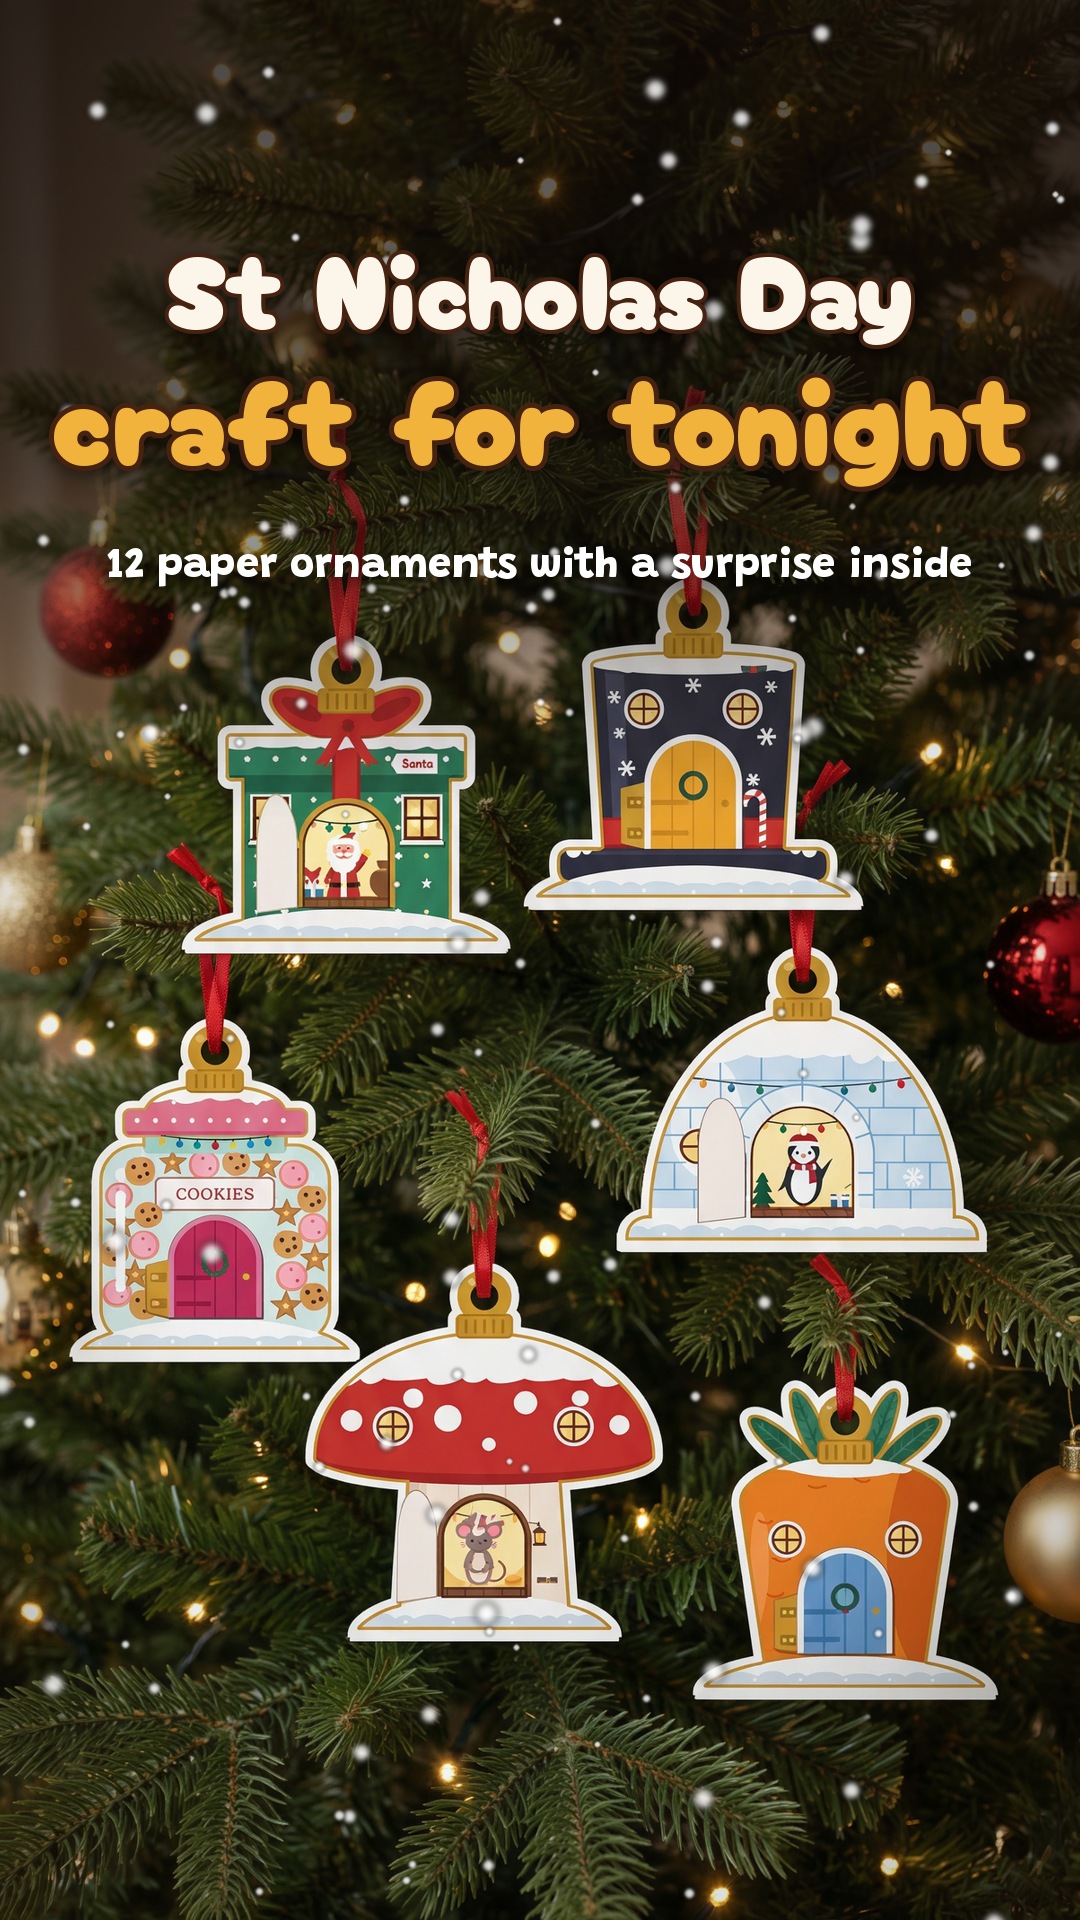 St Nicholas Day
craft for tonight
12 paper ornaments with a surprise inside
Santa
COOKIES